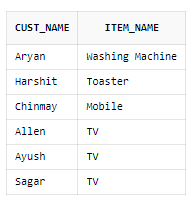 CUST_NAME ITEM_NAME
Aryan Washing Machine
Harshit Toaster
Chinmay Mobile
Allen TV
Ayush TV
Sagar TV